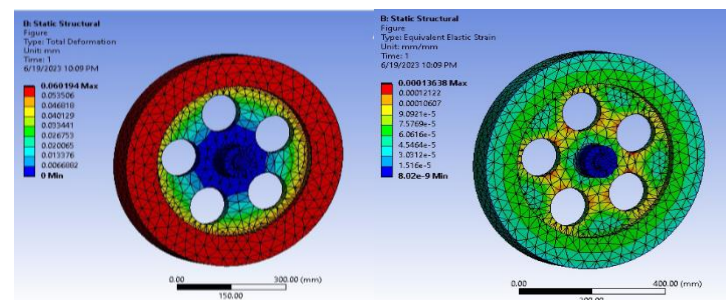 B: Static Structural
Figure
Type: Total Deformation
Unit: mm
Time: 1
6/19/2023 10:09 PM
0.060194 Max
0.053506
0.046818
0.040129
0.033441
0.026753
0.020065
0.013376
0.0066882
0 Min
0.00
300.00 (mm)
150.00
B: Static Structural
Figure
Type: Equivalent Elastic Strain
Unit: mm/mm
Time: 1
6/19/2023 10:09 PM
0.00013638 Max
0.00012122
0.00010607
9.0921e-5
7.5769e-5
6.0616e-5
4.5464e-5
3.0312e-5
1.516e-5
8.02e-9 Min
0.00
400.00 (mm)
200.00